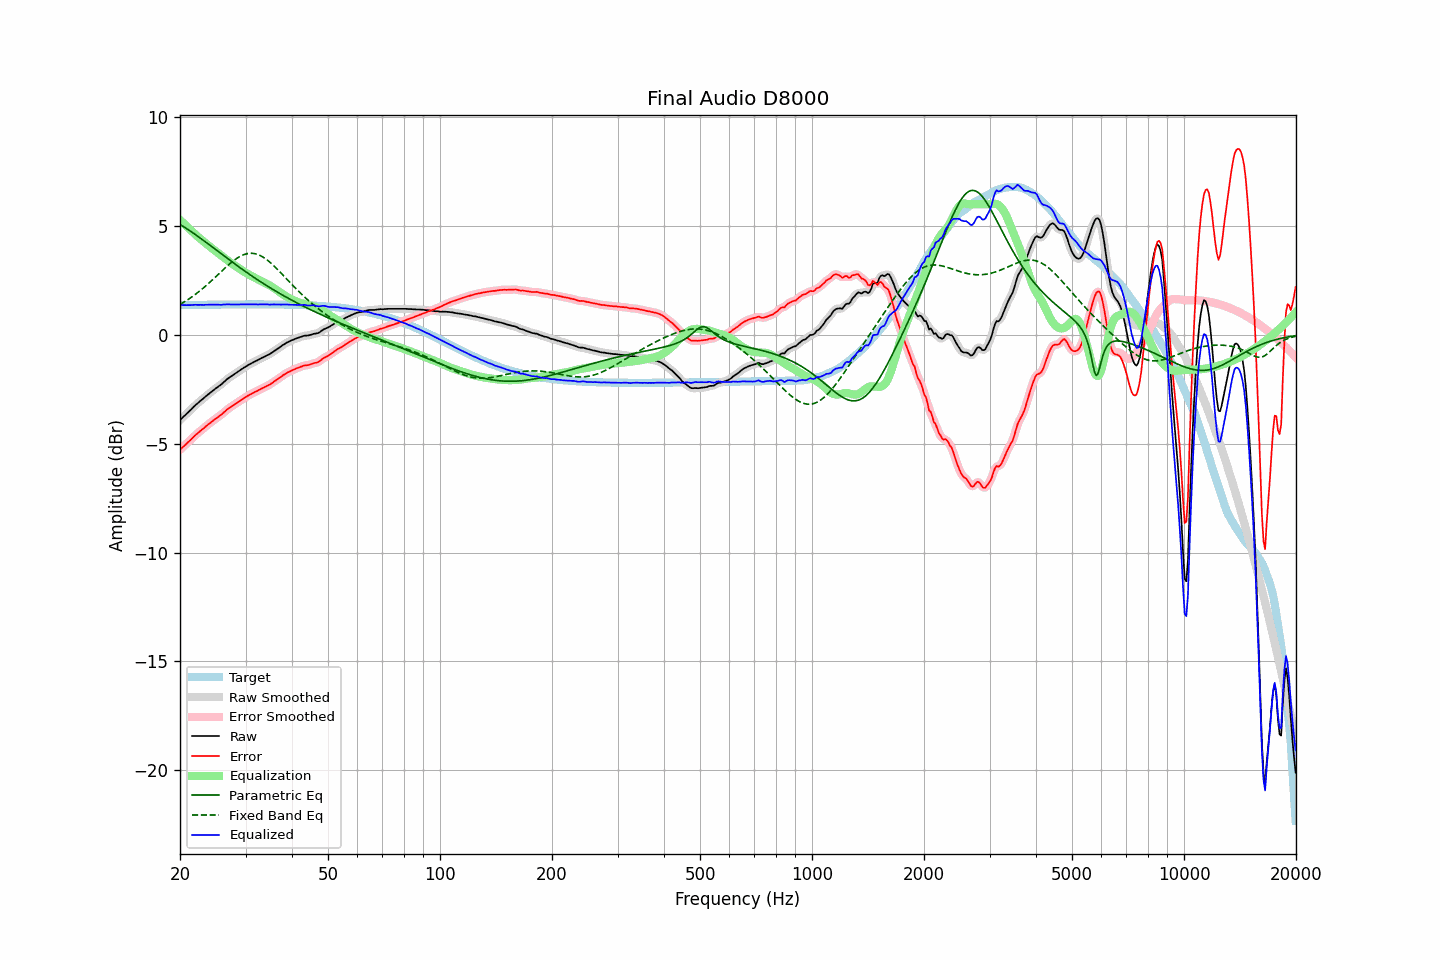 Final Audio D8000
Amplitude (dBr)
10
5
0
−5
−10
−15
−20
Target
Raw Smoothed
Error Smoothed
Raw
Error
Equalization
Parametric Eq
Fixed Band Eq
Equalized
20 50 100 200 500 1000 2000 5000 10000 20000
Frequency (Hz)